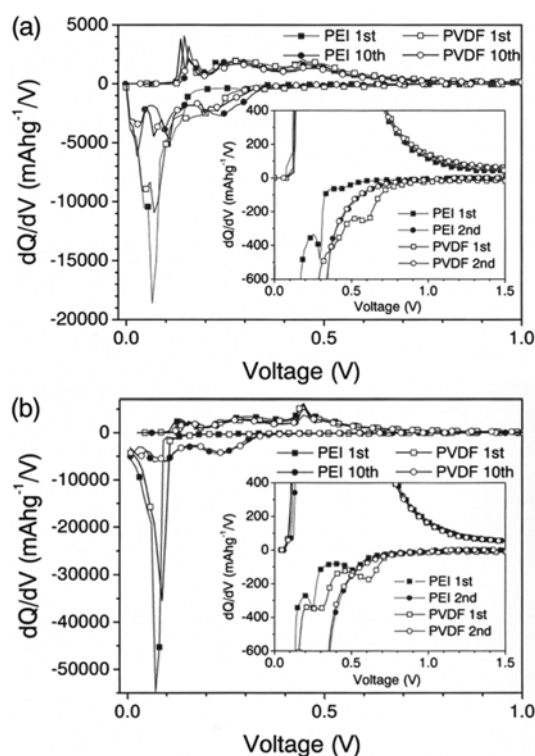 (a)
5000
0
-5000
-10000
-15000
-20000
dQ/dV (mAhg⁻¹/V)
PEI 1st PVDF 1st
PEI 10th PVDF 10th
400
200
0
-200
-400
-600
dQ/dV (mAhg⁻¹/V)
PEI 1st
PEI 2nd
PVDF 1st
PVDF 2nd
0.0 0.5 1.0 1.5
Voltage (V)
0.0 0.5 1.0
Voltage (V)
(b)
0
-10000
-20000
-30000
-40000
-50000
dQ/dV (mAhg⁻¹/V)
PEI 1st PVDF 1st
PEI 10th PVDF 10th
400
200
0
-200
-400
-600
dQ/dV (mAhg⁻¹/V)
PEI 1st
PEI 2nd
PVDF 1st
PVDF 2nd
0.0 0.5 1.0 1.5
Voltage (V)
0.0 0.5 1.0
Voltage (V)